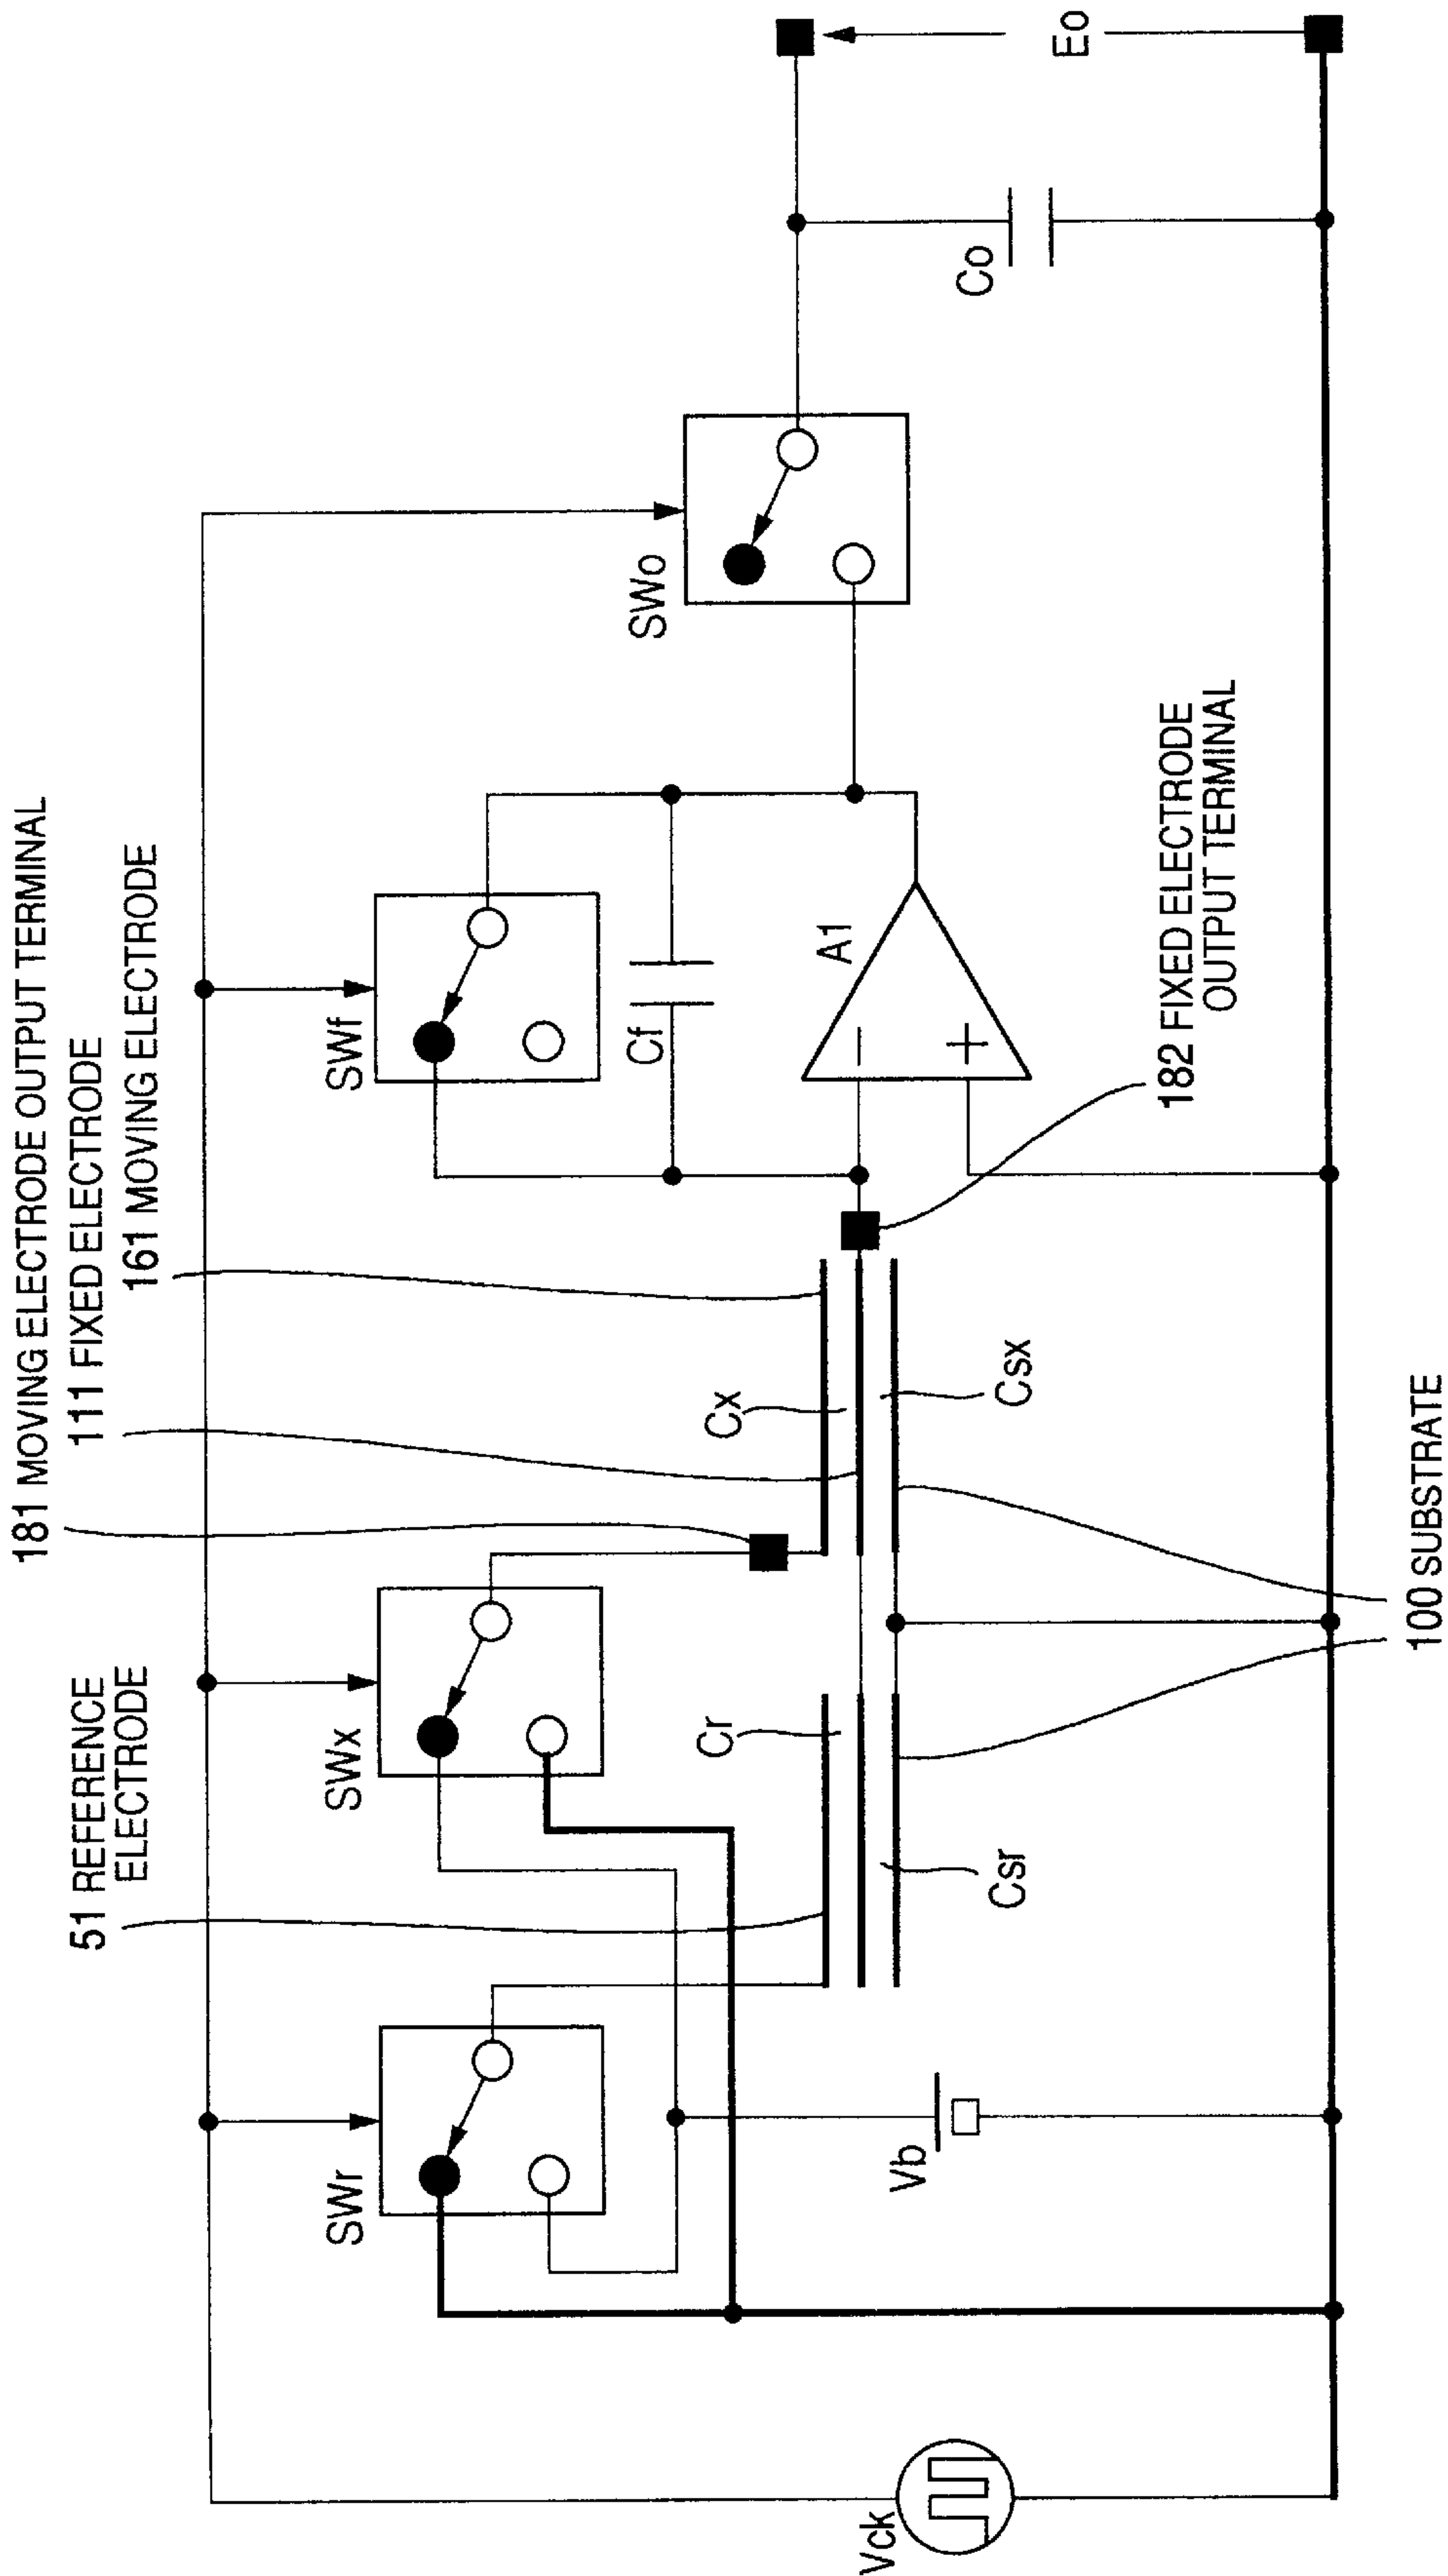 181 MOVING ELECTRODE OUTPUT TERMINAL
111 FIXED ELECTRODE
161 MOVING ELECTRODE
51 REFERENCE
ELECTRODE
SWr
SWx
SWf
SWo
Cf
A1
−
+
Cr
Cx
Csr
Csx
Vb
Vck
Co
Eo
182 FIXED ELECTRODE
OUTPUT TERMINAL
100 SUBSTRATE